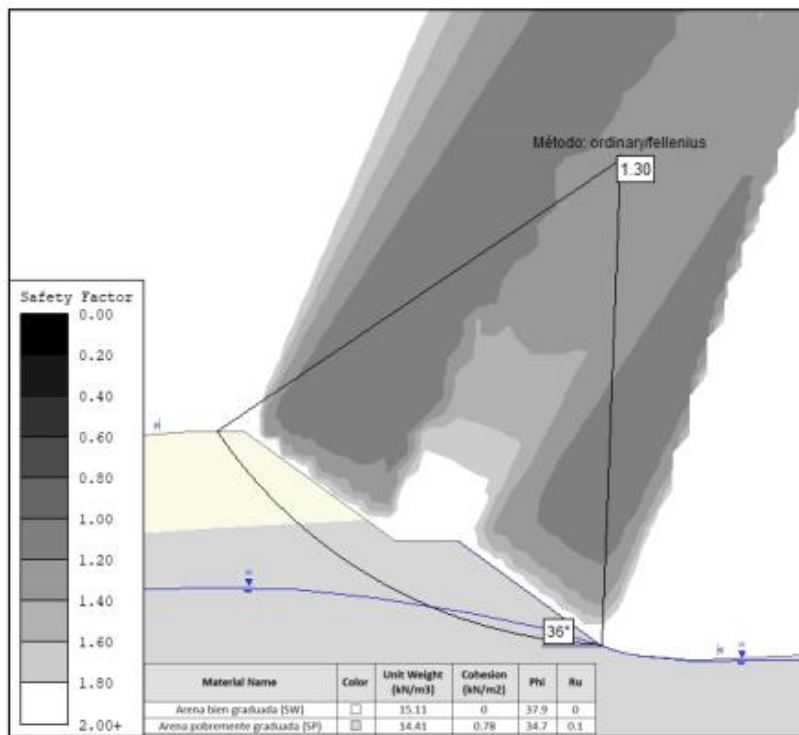 Método: ordinary/fellenius
1.30
Safety Factor
0.00
0.20
0.40
0.60
0.80
1.00
1.20
1.40
1.60
1.80
2.00+
36°
Material Name Color Unit Weight (kN/m3) Cohesion (kN/m2) Phi Ru
Arena bien graduada (SW) 15.11 0 37.9 0
Arena pobremente graduada (SP) 14.41 0.78 34.7 0.1